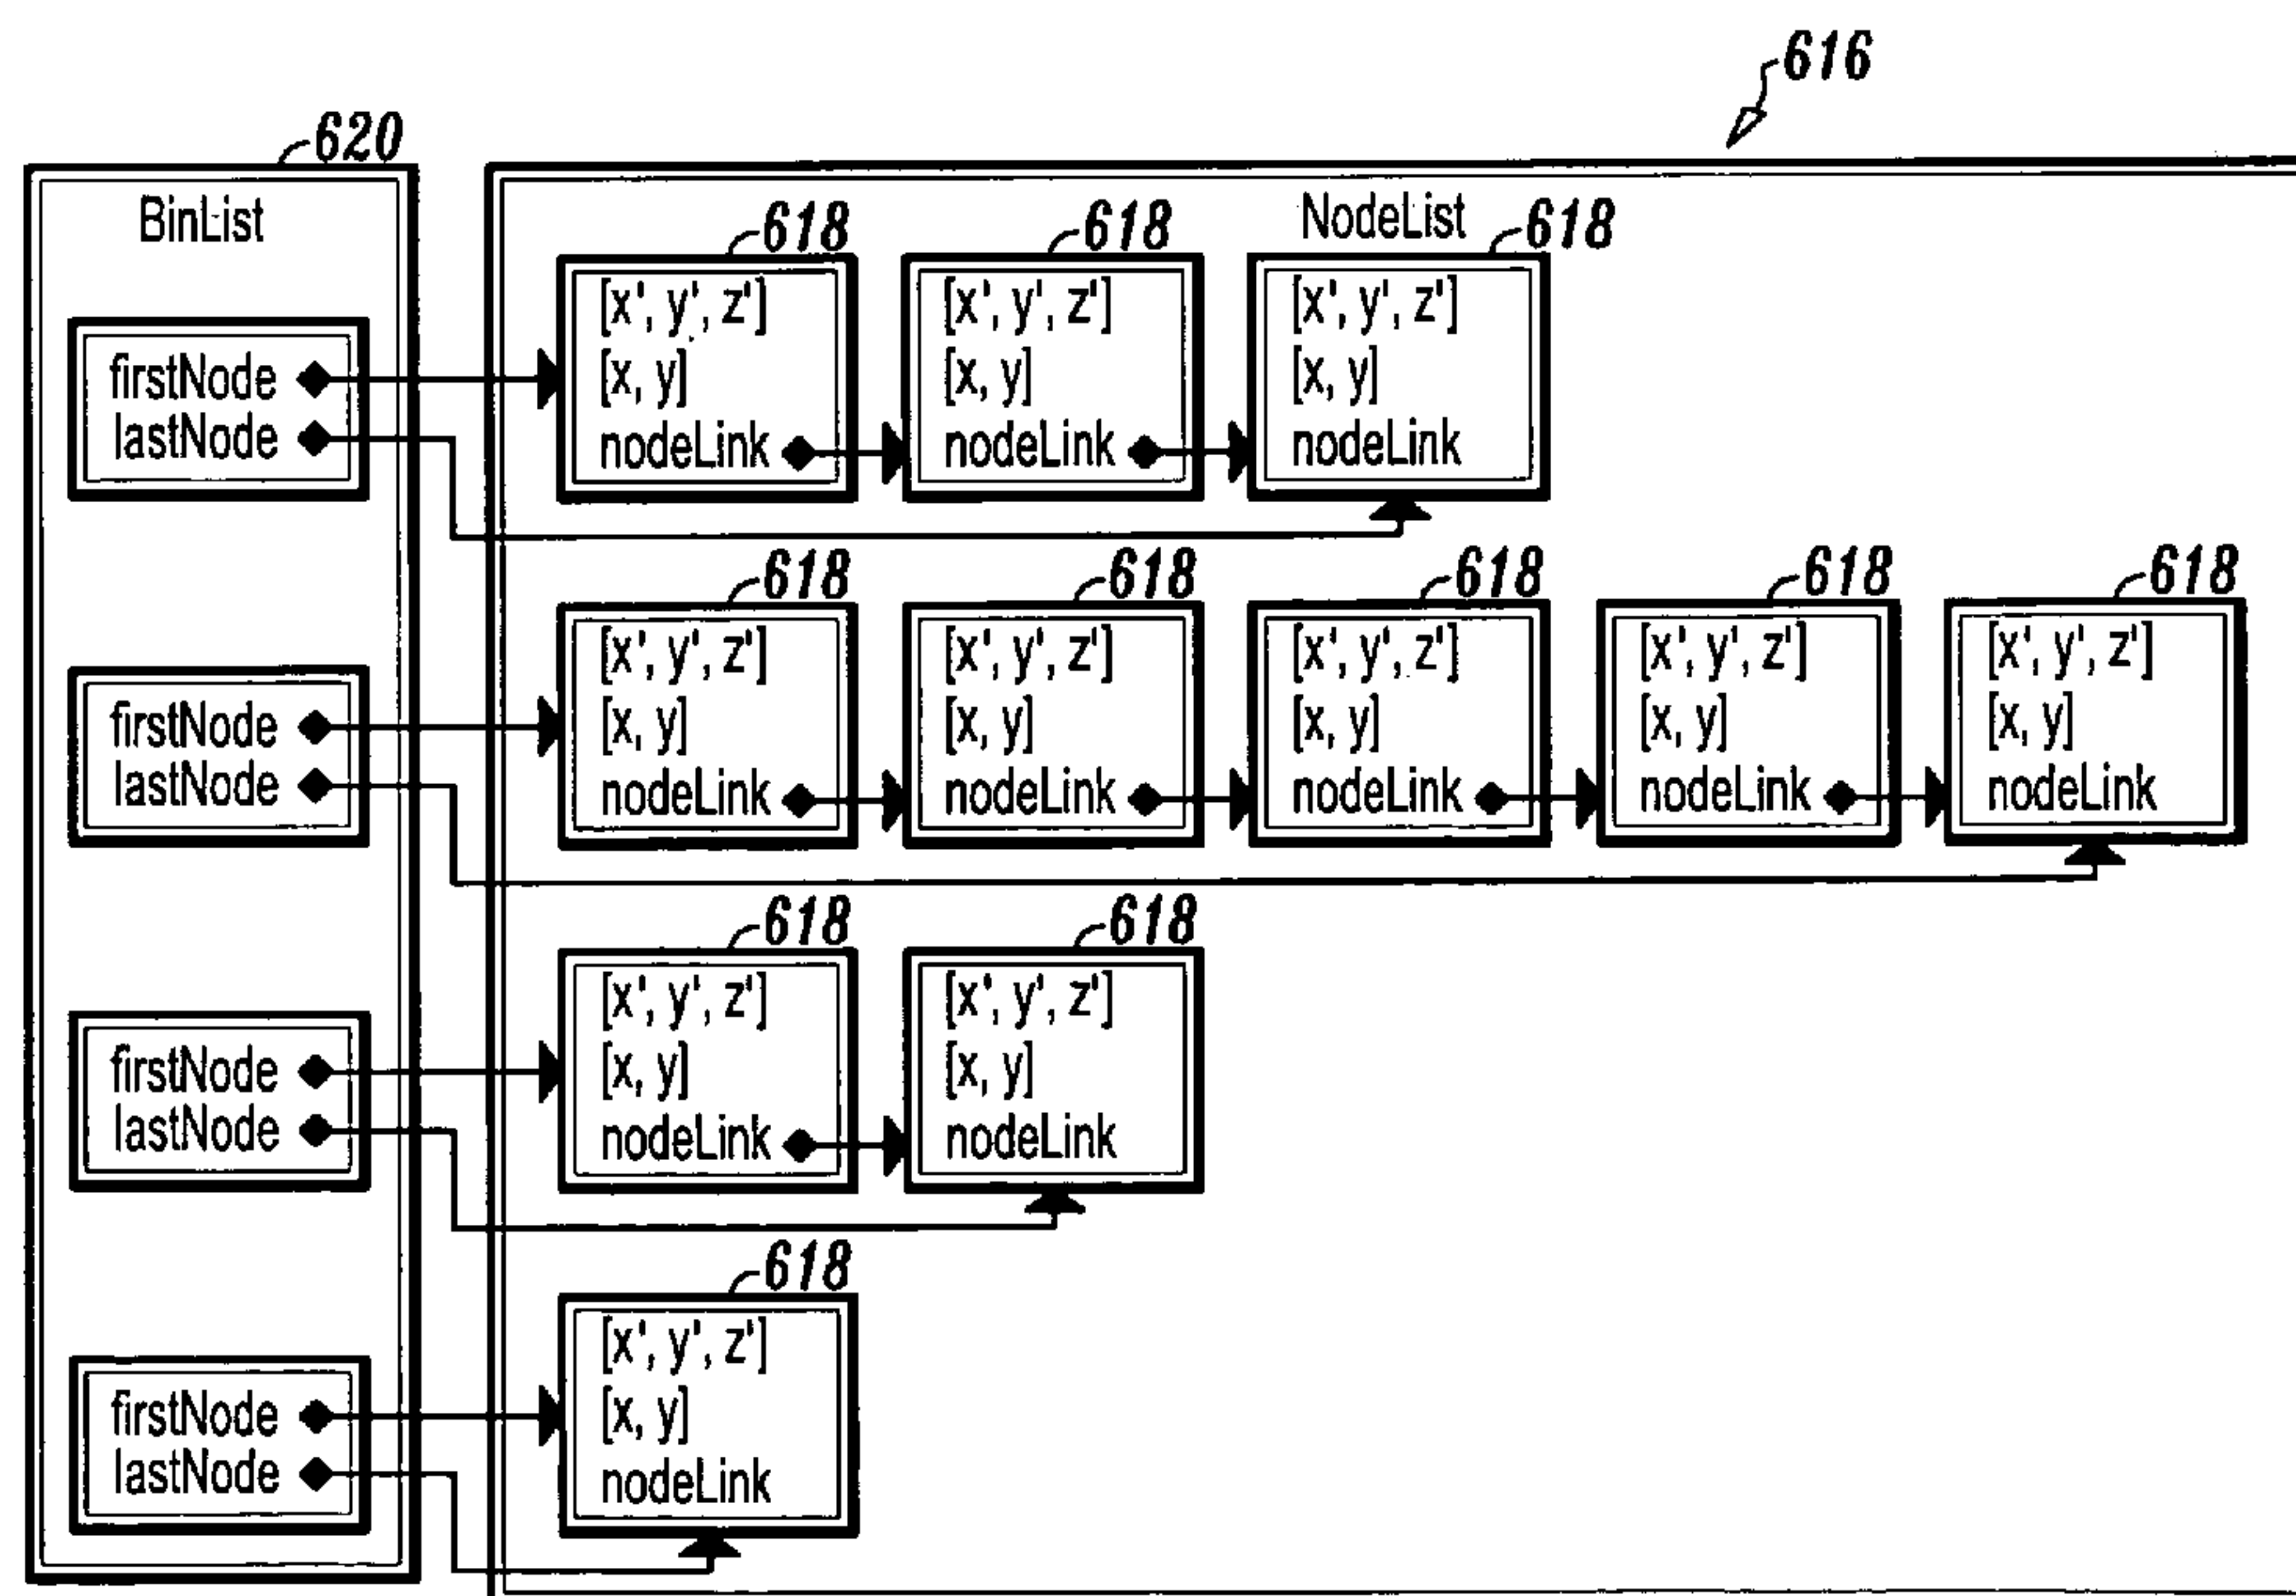 616
620
BinList
NodeList
618
618
618
[x', y', z']
[x', y', z']
[x', y', z']
firstNode
[x, y]
[x, y]
[x, y]
lastNode
nodeLink
nodeLink
nodeLink
618
618
618
618
618
[x', y', z']
[x', y', z']
[x', y', z']
[x', y', z']
[x', y', z']
firstNode
[x, y]
[x, y]
[x, y]
[x, y]
[x, y]
lastNode
nodeLink
nodeLink
nodeLink
nodeLink
nodeLink
618
618
[x', y', z']
[x', y', z']
firstNode
[x, y]
[x, y]
lastNode
nodeLink
nodeLink
618
[x', y', z']
firstNode
[x, y]
lastNode
nodeLink